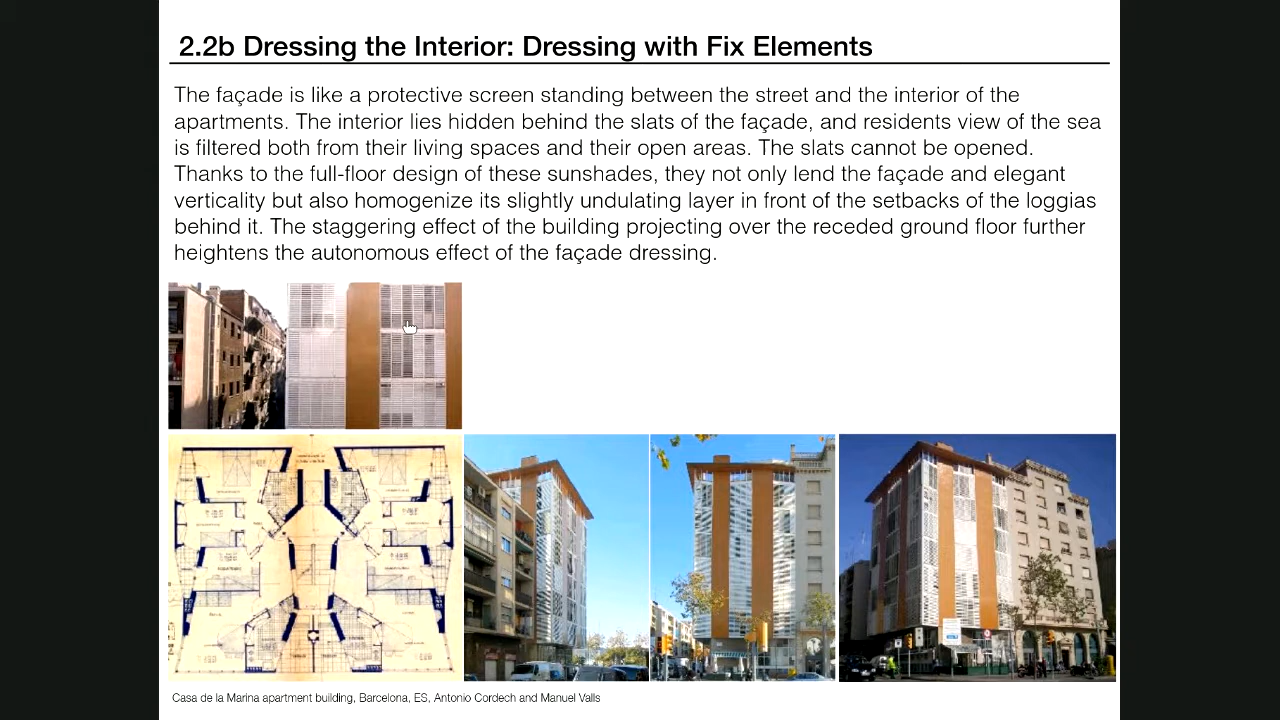 2.2b Dressing the Interior: Dressing with Fix Elements
The façade is like a protective screen standing between the street and the interior of the
apartments. The interior lies hidden behind the slats of the façade, and residents view of the sea
is filtered both from their living spaces and their open areas. The slats cannot be opened.
Thanks to the full-floor design of these sunshades, they not only lend the façade and elegant
verticality but also homogenize its slightly undulating layer in front of the setbacks of the loggias
behind it. The staggering effect of the building projecting over the receded ground floor further
heightens the autonomous effect of the façade dressing.
Casa de la Marina apartment building, Barcelona, ES, Antonio Cordech and Manuel Valls